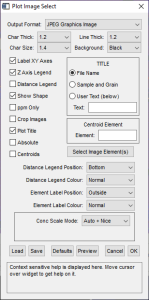 Plot Image Select
Output Format: JPEG Graphics Image
Char Thick: 1.2 Line Thick: 1.2
Char Size: 1.4 Background: Black
Label XY Axes
Z Axis Legend
Distance Legend
Show Shape
ppm Only
Crop Images
Plot Title
Absolute
Centroids
TITLE
File Name
Sample and Grain
User Text (below)
Text:
Centroid Element
Element:
Select Image Element(s)
Distance Legend Position: Bottom
Distance Legend Colour: Normal
Element Label Position: Outside
Element Label Colour: Normal
Conc Scale Mode: Auto + Nice
Load Save Defaults Preview Cancel OK
Context sensitive help is displayed here. Move cursor
over widget to get help on it.